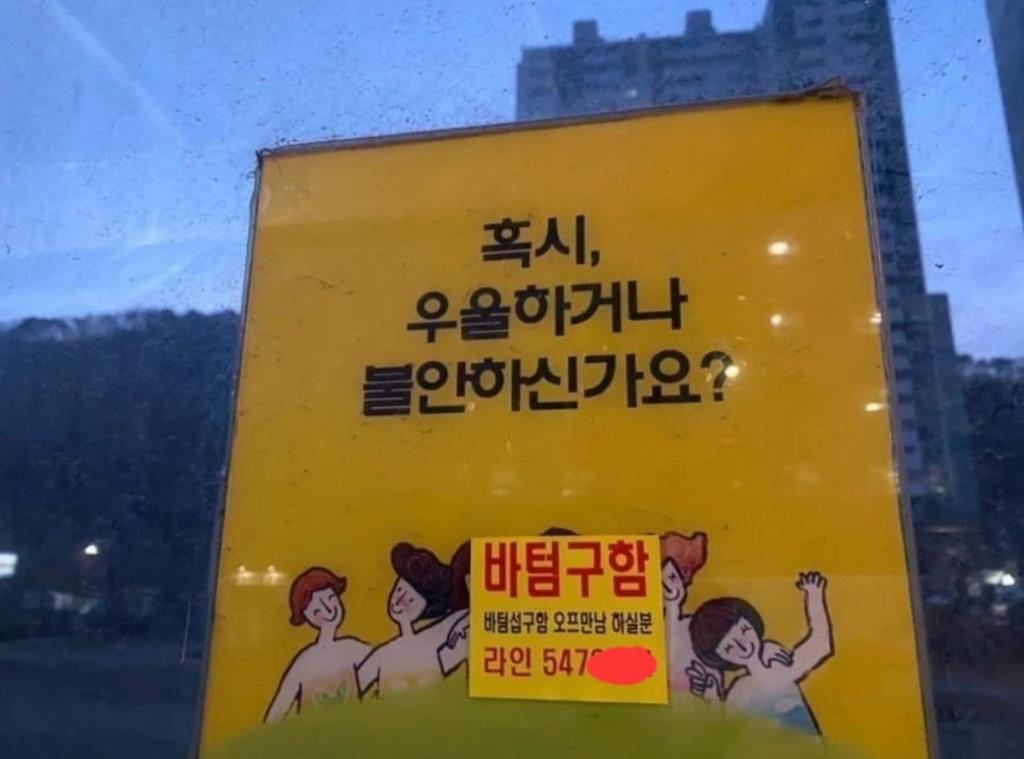 혹시,
우울하거나
불안하신가요?
바텀구함
바텀섭구함 오프만남 하실분
라인 547